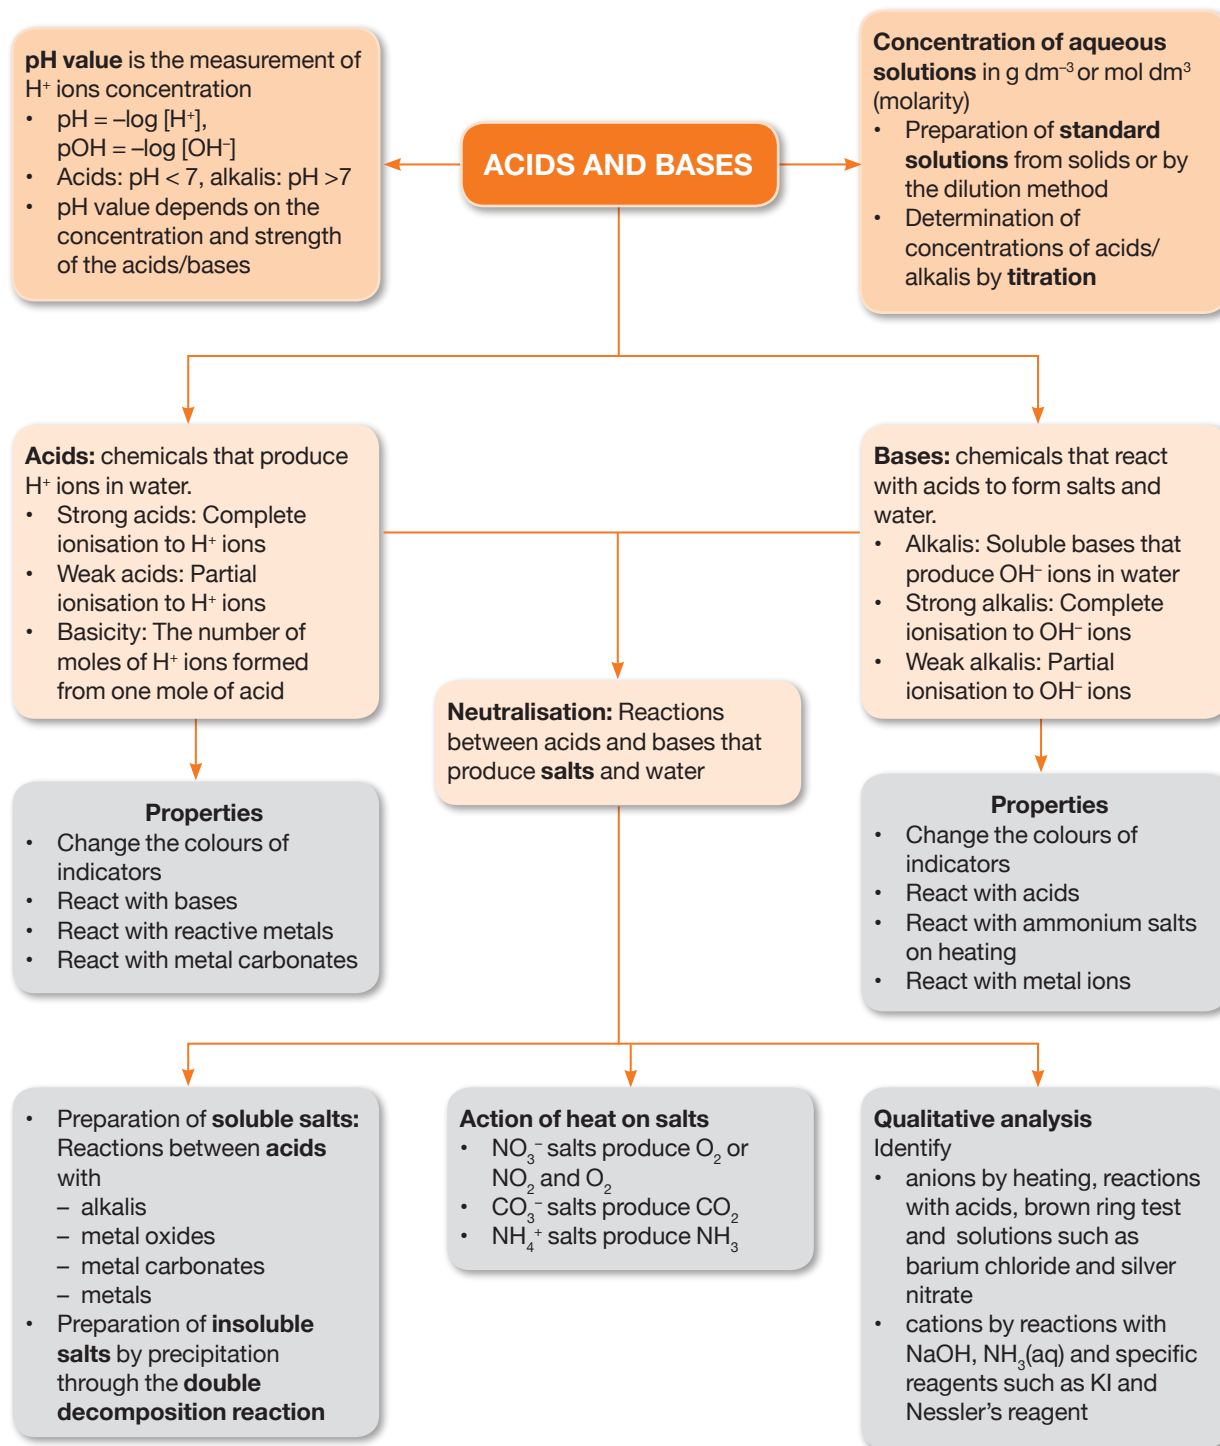 pH value is the measurement of
H⁺ ions concentration
• pH = –log [H⁺],
pOH = –log [OH⁻]
• Acids: pH < 7, alkalis: pH >7
• pH value depends on the
concentration and strength
of the acids/bases
ACIDS AND BASES
Concentration of aqueous
solutions in g dm⁻³ or mol dm³
(molarity)
• Preparation of standard
solutions from solids or by
the dilution method
• Determination of
concentrations of acids/
alkalis by titration
Acids: chemicals that produce
H⁺ ions in water.
• Strong acids: Complete
ionisation to H⁺ ions
• Weak acids: Partial
ionisation to H⁺ ions
• Basicity: The number of
moles of H⁺ ions formed
from one mole of acid
Bases: chemicals that react
with acids to form salts and
water.
• Alkalis: Soluble bases that
produce OH⁻ ions in water
• Strong alkalis: Complete
ionisation to OH⁻ ions
• Weak alkalis: Partial
ionisation to OH⁻ ions
Neutralisation: Reactions
between acids and bases that
produce salts and water
Properties
• Change the colours of
indicators
• React with bases
• React with reactive metals
• React with metal carbonates
Properties
• Change the colours of
indicators
• React with acids
• React with ammonium salts
on heating
• React with metal ions
• Preparation of soluble salts:
Reactions between acids
with
– alkalis
– metal oxides
– metal carbonates
– metals
• Preparation of insoluble
salts by precipitation
through the double
decomposition reaction
Action of heat on salts
• NO₃⁻ salts produce O₂ or
NO₂ and O₂
• CO₃⁻ salts produce CO₂
• NH₄⁺ salts produce NH₃
Qualitative analysis
Identify
• anions by heating, reactions
with acids, brown ring test
and solutions such as
barium chloride and silver
nitrate
• cations by reactions with
NaOH, NH₃(aq) and specific
reagents such as KI and
Nessler's reagent